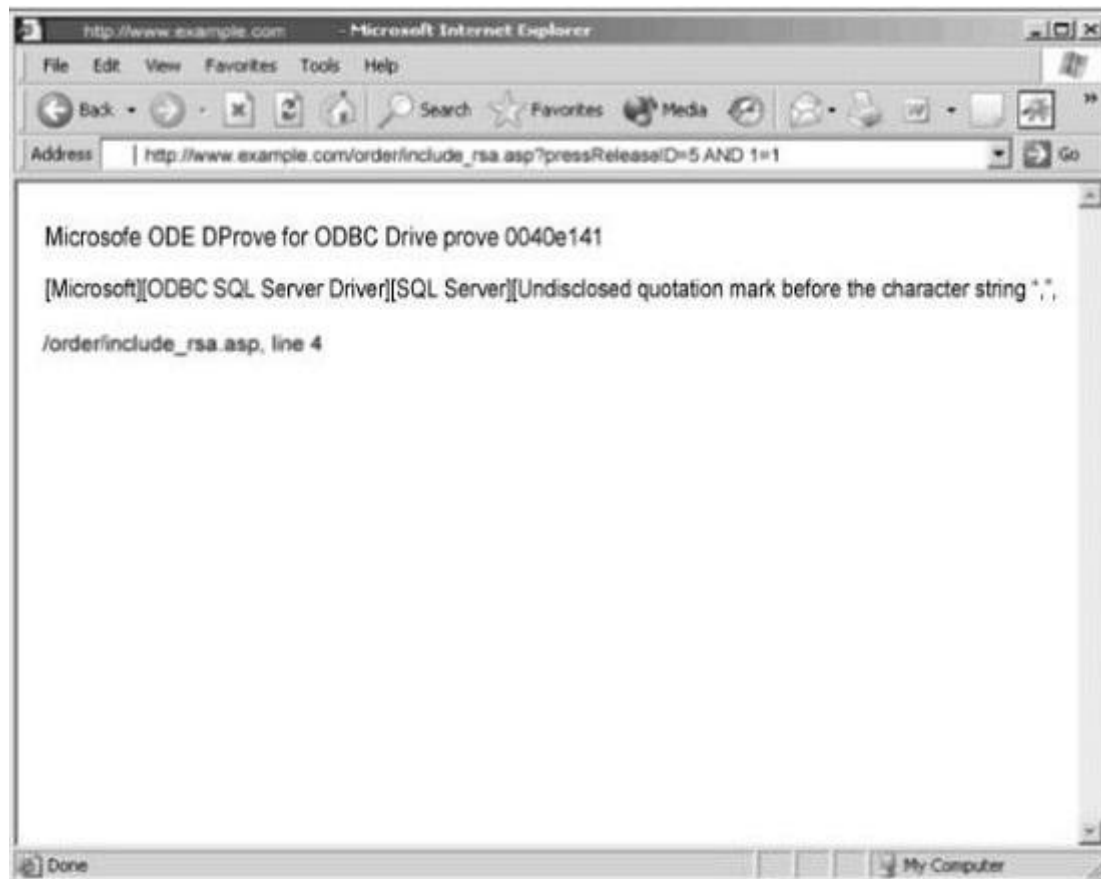 http://www.example.com - Microsoft Internet Explorer
File Edit View Favorites Tools Help
Back Search Favorites Media
Address http://www.example.com/order/include_rsa.asp?pressReleaseID=5 AND 1=1 Go
Microsofe ODE DProve for ODBC Drive prove 0040e141
[Microsoft][ODBC SQL Server Driver][SQL Server][Undisclosed quotation mark before the character string “,”,
/order/include_rsa.asp, line 4
Done My Computer